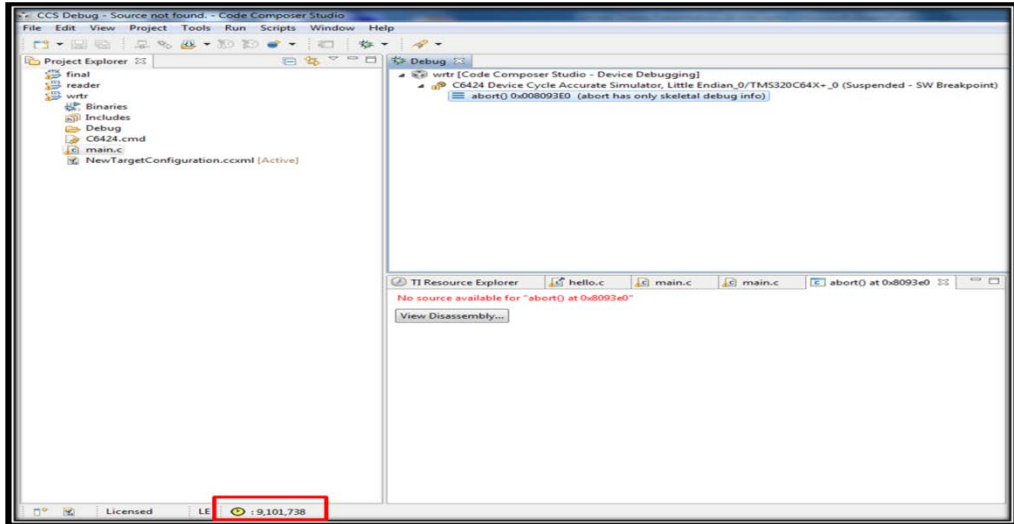 CCS Debug - Source not found. - Code Composer Studio
File Edit View Project Tools Run Scripts Window Help
Project Explorer
final
reader
wrtr
Binaries
Includes
Debug
C6424.cmd
main.c
NewTargetConfiguration.ccxml [Active]
Debug
wrtr [Code Composer Studio - Device Debugging]
C6424 Device Cycle Accurate Simulator, Little Endian_0/TMS320C64X+_0 (Suspended - SW Breakpoint)
abort() 0x008093E0 (abort has only skeletal debug info)
TI Resource Explorer hello.c main.c main.c abort() at 0x8093e0
No source available for "abort() at 0x8093e0"
View Disassembly...
Licensed LE : 9,101,738